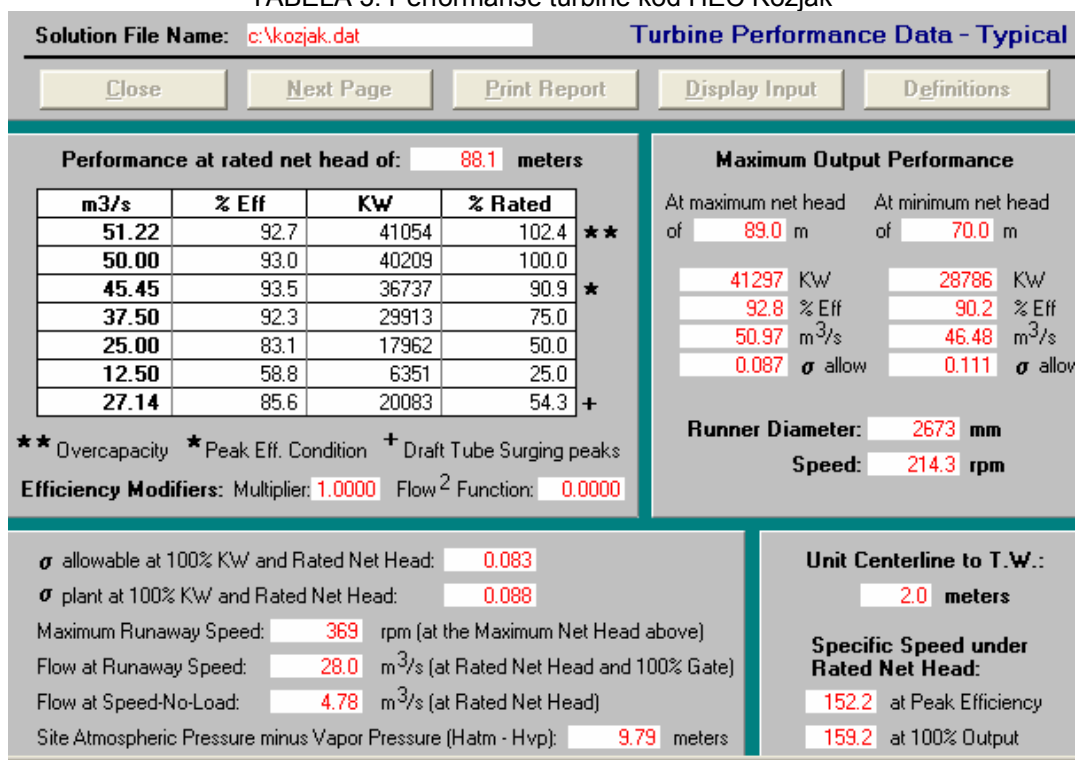 TABELA 3. Performanse turbine kod HEC Kozjak
Solution File Name: c:\kozjak.dat Turbine Performance Data - Typical
Close Next Page Print Report Display Input Definitions
Performance at rated net head of: 88.1 meters
m3/s % Eff KW % Rated
51.22 92.7 41054 102.4 **
50.00 93.0 40209 100.0
45.45 93.5 36737 90.9 *
37.50 92.3 29913 75.0
25.00 83.1 17962 50.0
12.50 58.8 6351 25.0
27.14 85.6 20083 54.3 +
** Overcapacity * Peak Eff. Condition + Draft Tube Surging peaks
Efficiency Modifiers: Multiplier: 1.0000 Flow² Function: 0.0000
Maximum Output Performance
At maximum net head At minimum net head
of 89.0 m of 70.0 m
41297 KW 28786 KW
92.8 % Eff 90.2 % Eff
50.97 m³/s 46.48 m³/s
0.087 σ allow 0.111 σ allow
Runner Diameter: 2673 mm
Speed: 214.3 rpm
σ allowable at 100% KW and Rated Net Head: 0.083
σ plant at 100% KW and Rated Net Head: 0.088
Maximum Runaway Speed: 369 rpm (at the Maximum Net Head above)
Flow at Runaway Speed: 28.0 m³/s (at Rated Net Head and 100% Gate)
Flow at Speed-No-Load: 4.78 m³/s (at Rated Net Head)
Site Atmospheric Pressure minus Vapor Pressure (Hatm - Hvp): 9.79 meters
Unit Centerline to T.W.:
2.0 meters
Specific Speed under
Rated Net Head:
152.2 at Peak Efficiency
159.2 at 100% Output